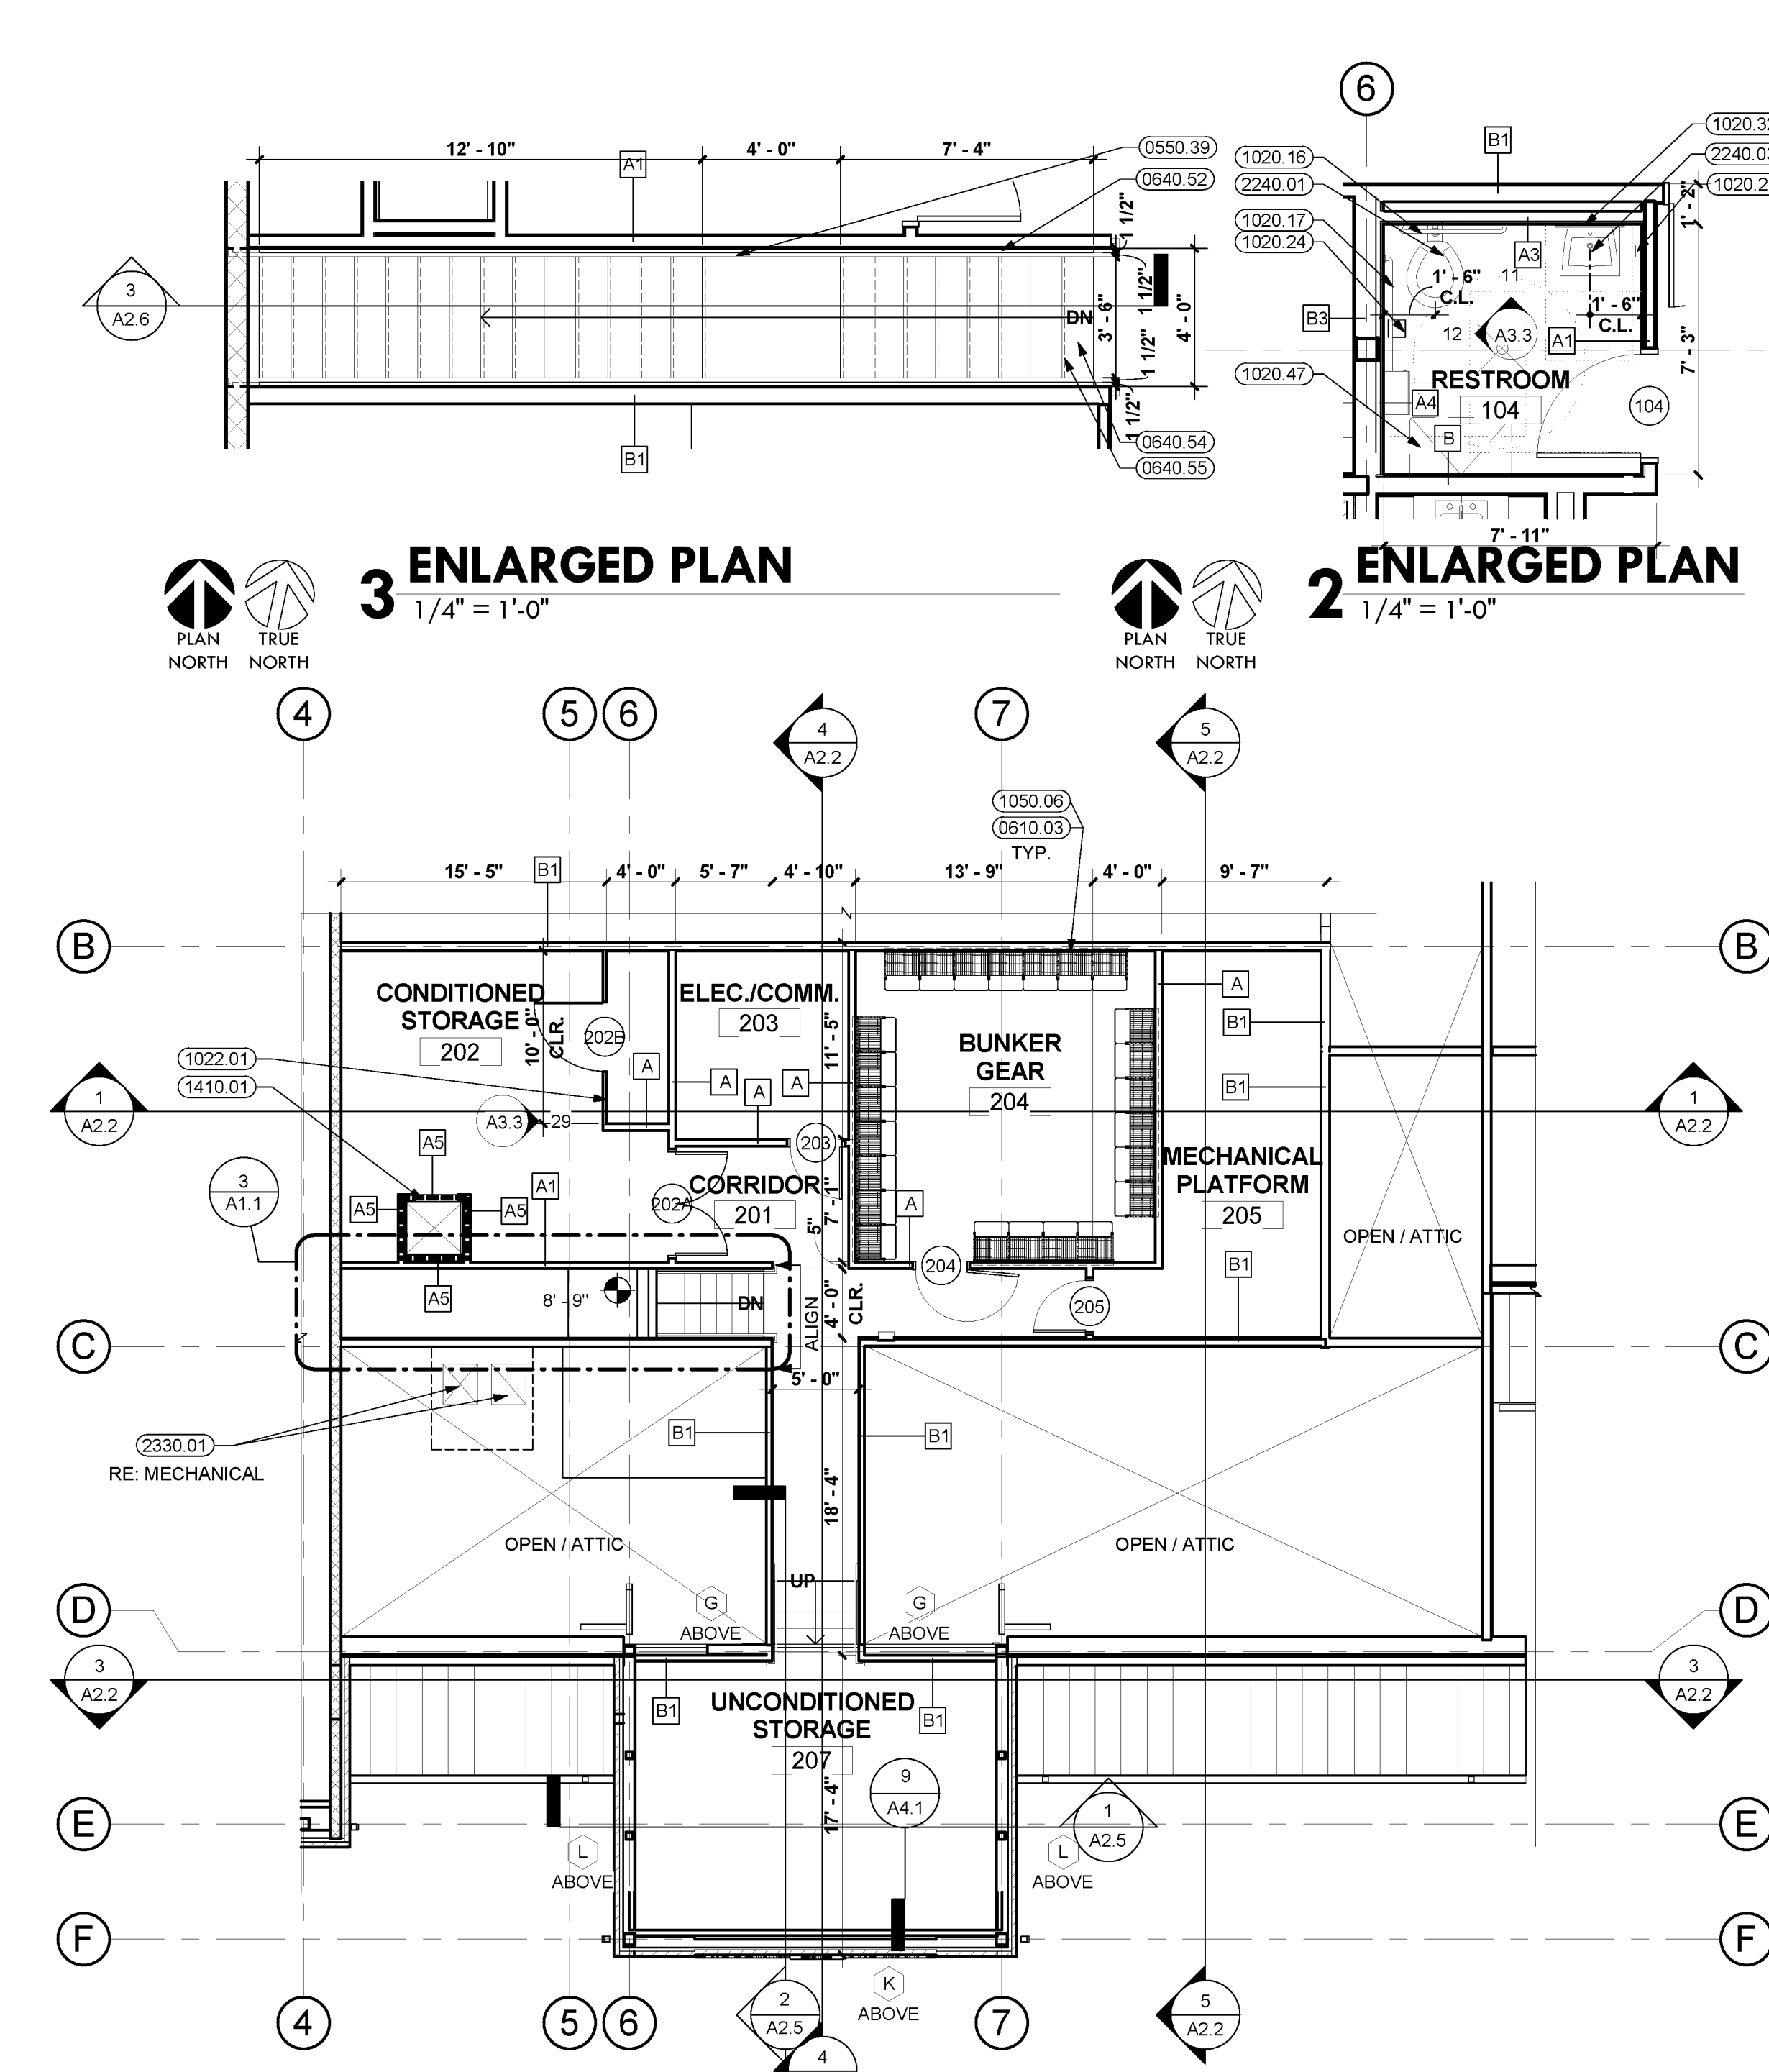 6
12' - 10"
4' - 0"
7' - 4"
A1
0550.39
0640.52
1 1/2"
1 1/2"
3' - 6"
4' - 0"
1 1/2"
1 1/2"
DN
3
A2.6
0640.54
0640.55
B1
B1
1020.16
2240.01
1020.17
1020.24
2240.03
1' - 2"
A3
11
1' - 6"
C.L.
1' - 6"
C.L.
B3
12
A3.3
A1
7' - 3"
1020.47
RESTROOM
104
A4
B
104
7' - 11"
3 ENLARGED PLAN
1/4" = 1'-0"
PLAN NORTH
TRUE NORTH
2 ENLARGED PLAN
1/4" = 1'-0"
PLAN NORTH
TRUE NORTH
4
5
6
7
4
A2.2
5
A2.2
1050.06
0610.03
TYP.
15' - 5"
B1
4' - 0"
5' - 7"
4' - 10"
13' - 9"
4' - 0"
9' - 7"
B
B
CONDITIONED
STORAGE
202
10' - 0"
CLR.
202B
ELEC./COMM.
203
11' - 5"
BUNKER
GEAR
204
A
B1
B1
1022.01
1410.01
A
A
A
A
1
A2.2
1
A2.2
A3.3
29
203
MECHANICAL
PLATFORM
205
3
A1.1
A5
A5
A5
A5
A1
202A
CORRIDOR
201
7' - 1"
5"
A
OPEN / ATTIC
204
205
B1
8' - 9"
DN
ALIGN
4' - 0"
CLR.
C
C
5' - 0"
2330.01
RE: MECHANICAL
B1
B1
18' - 4"
OPEN / ATTIC
OPEN / ATTIC
UP
G
ABOVE
G
ABOVE
D
D
3
A2.2
3
A2.2
B1
B1
UNCONDITIONED
STORAGE
207
17' - 4"
9
A4.1
1
A2.5
E
E
L
ABOVE
L
ABOVE
F
F
K
ABOVE
4
5
6
2
A2.5
4
7
5
A2.2